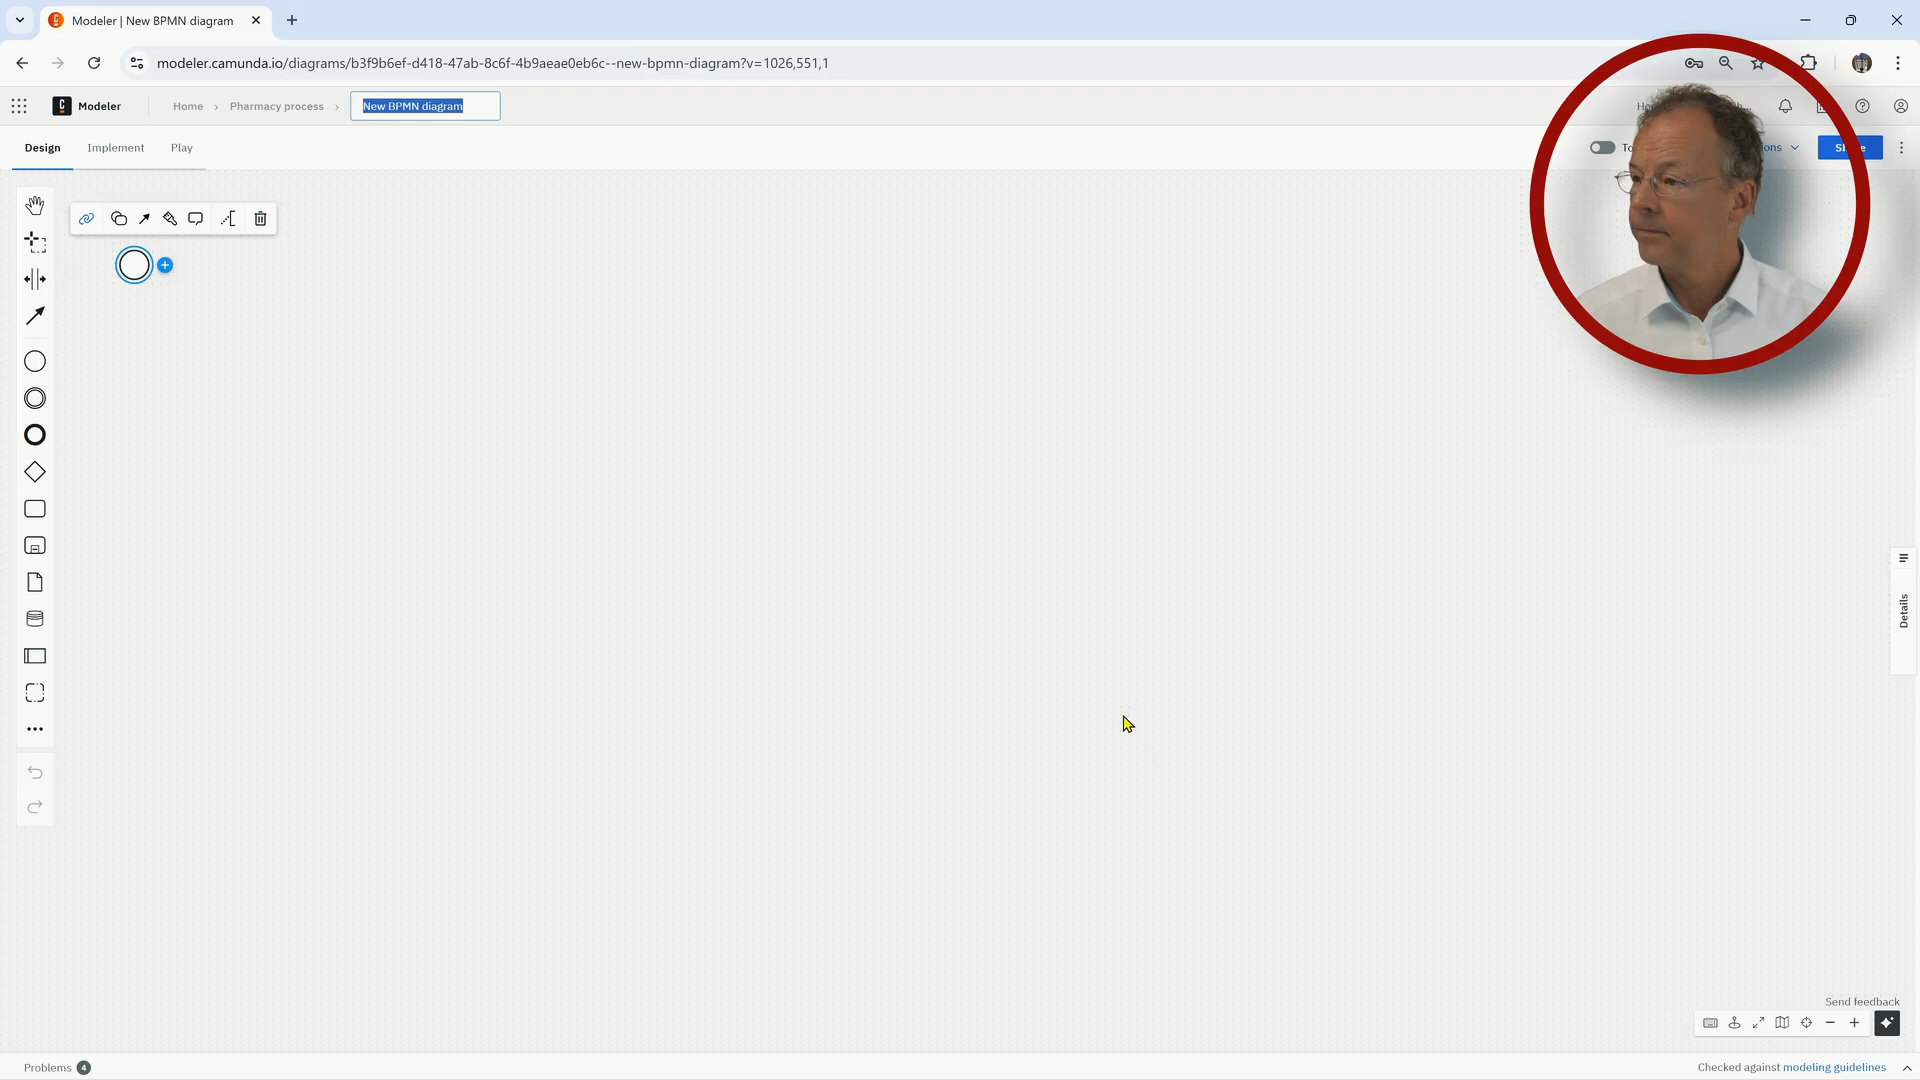 Modeler | New BPMN diagram
modeler.camunda.io/diagrams/b3f9b6ef-d418-47ab-8c6f-4b9aeae0eb6c--new-bpmn-diagram?v=1026,551,1
Modeler
Home
Pharmacy process
New BPMN diagram
Design
Implement
Play
Details
Send feedback
Problems 4
Checked against modeling guidelines